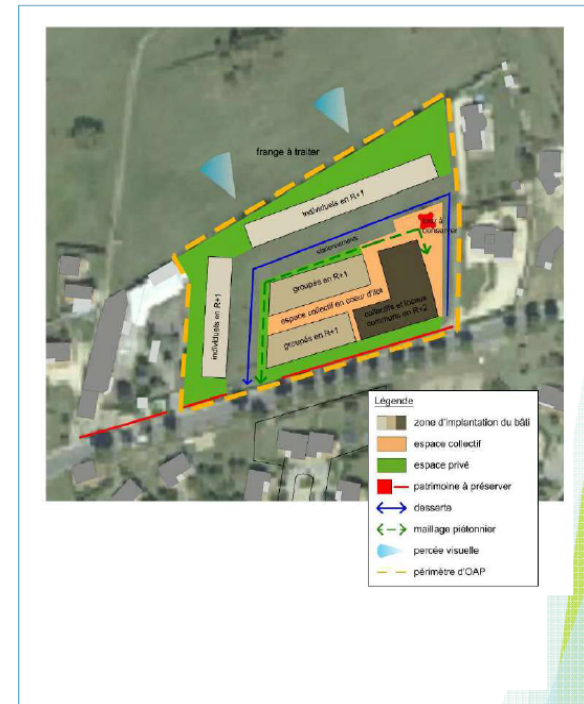 frange à traiter
individuels en R+1
stationnement
à
conserver
groupés en R+1
individuels en R+1
espace collectif en coeur d'îlot
collectifs et locaux
communs en R+2
groupés en R+1
Légende
zone d'implantation du bâti
espace collectif
espace privé
patrimoine à préserver
desserte
maillage piétonnier
percée visuelle
périmètre d'OAP